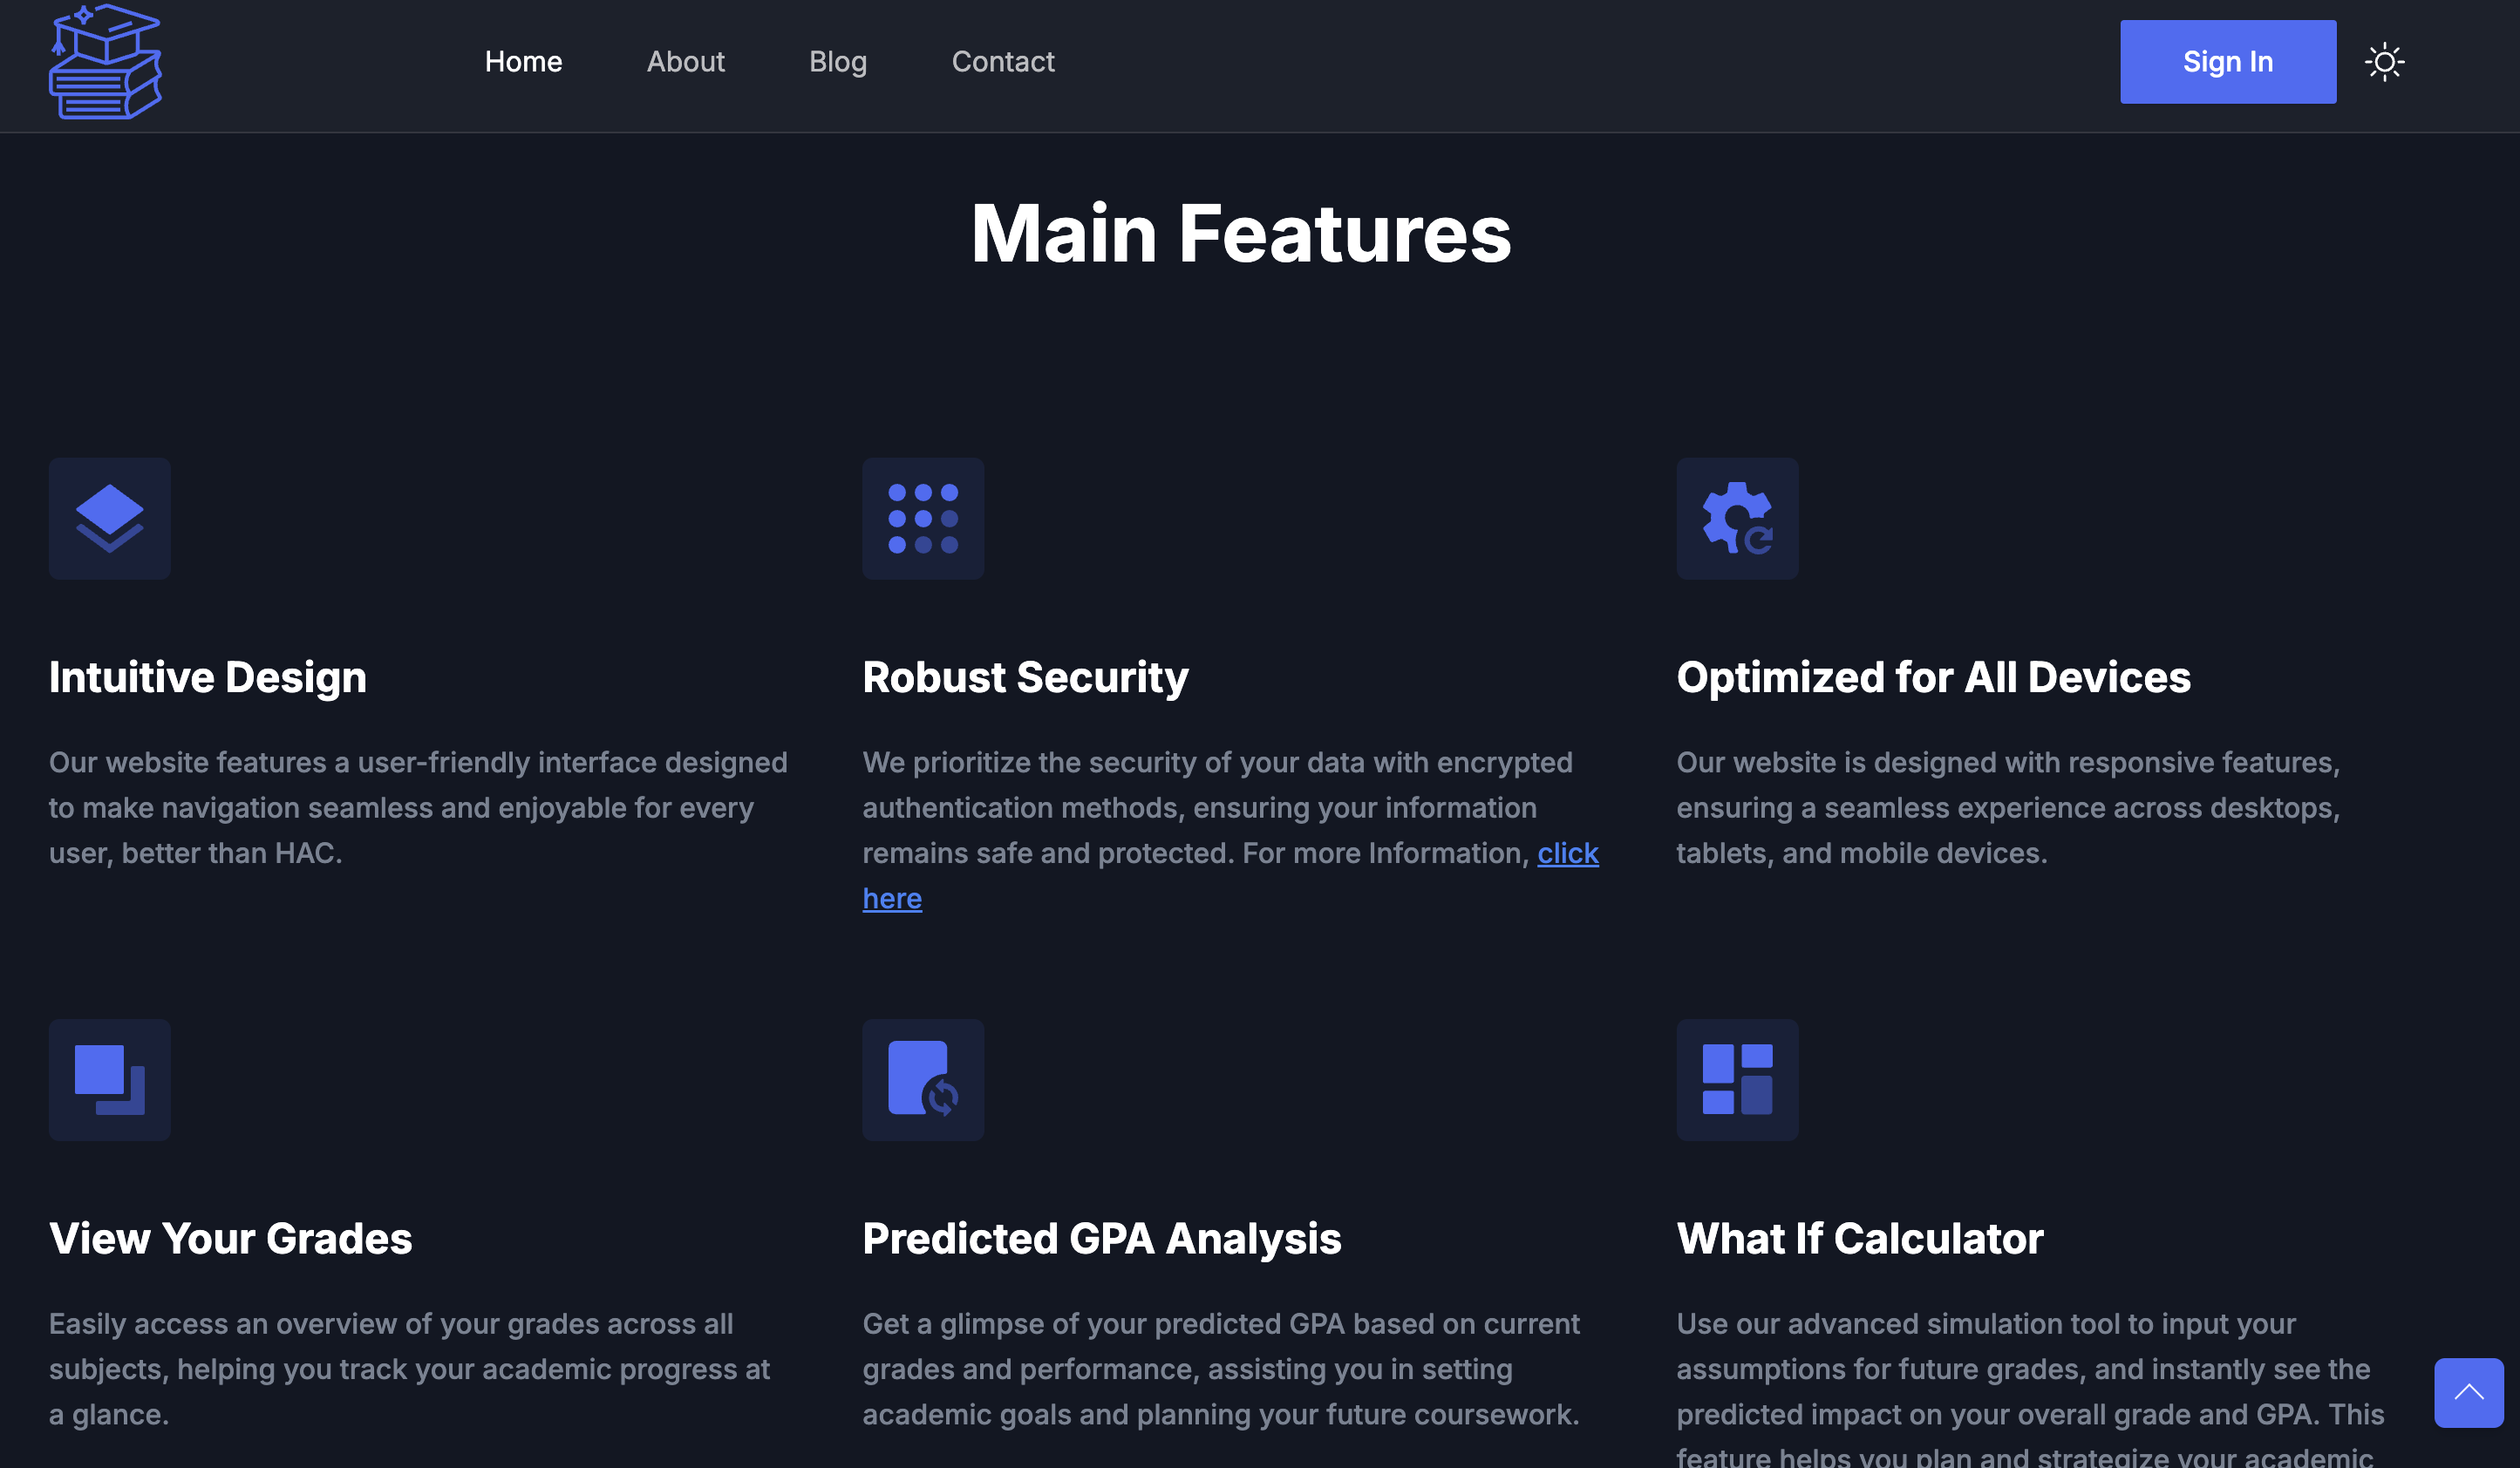 Home
About
Blog
Contact
Sign In
Main Features
Intuitive Design
Our website features a user-friendly interface designed
to make navigation seamless and enjoyable for every
user, better than HAC.
Robust Security
We prioritize the security of your data with encrypted
authentication methods, ensuring your information
remains safe and protected. For more Information, click
here
Optimized for All Devices
Our website is designed with responsive features,
ensuring a seamless experience across desktops,
tablets, and mobile devices.
View Your Grades
Easily access an overview of your grades across all
subjects, helping you track your academic progress at
a glance.
Predicted GPA Analysis
Get a glimpse of your predicted GPA based on current
grades and performance, assisting you in setting
academic goals and planning your future coursework.
What If Calculator
Use our advanced simulation tool to input your
assumptions for future grades, and instantly see the
predicted impact on your overall grade and GPA. This
feature helps you plan and strategize your academic